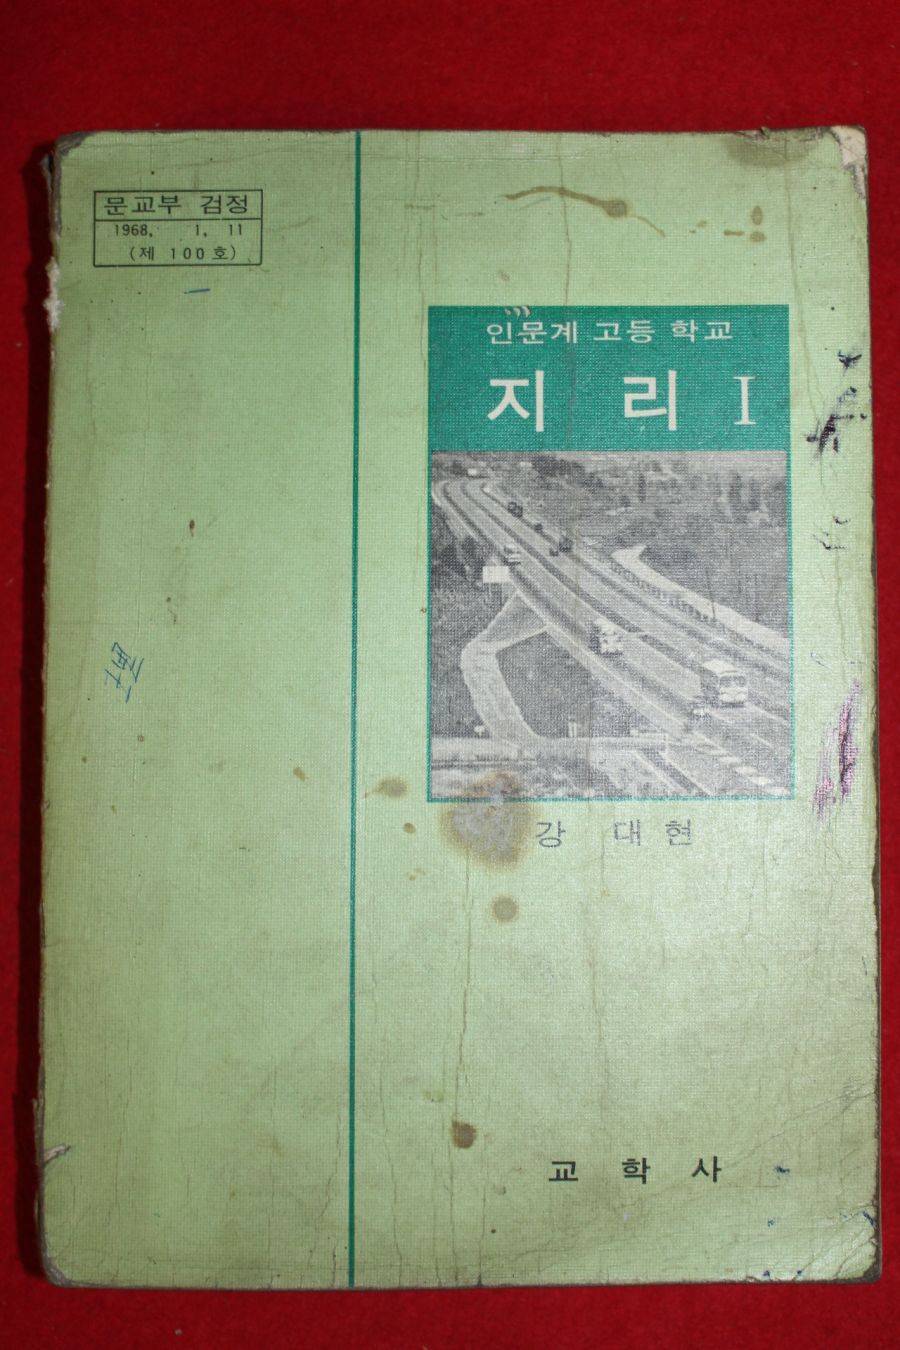 문교부 검정
1968, 1, 11
(제 100 호)
인문계 고등 학교
지 리 I
강 대 현
교 학 사